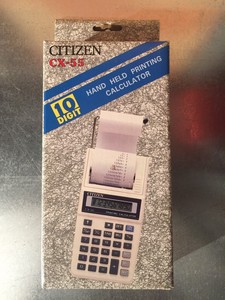 CITIZEN
CX-55
10
DIGIT
HAND HELD PRINTING
CALCULATOR
CITIZEN